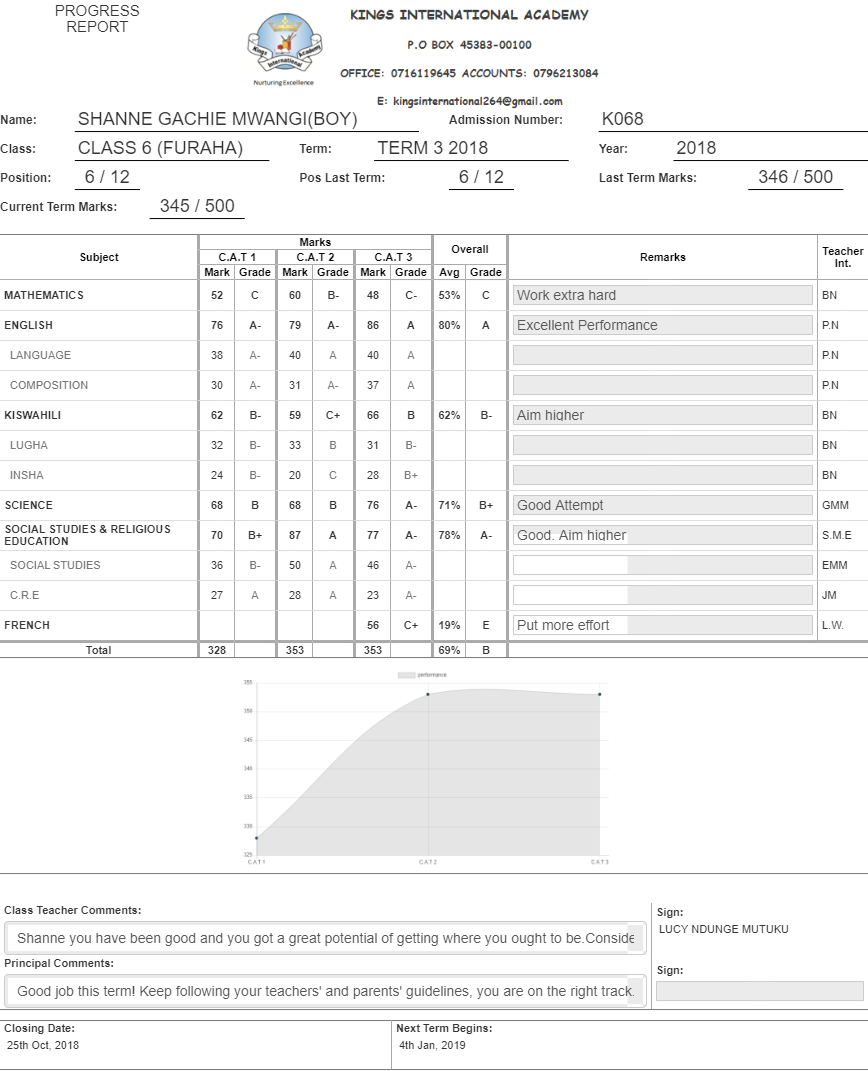 PROGRESS
REPORT
Kings International Academy
Nurturing Excellence
KINGS INTERNATIONAL ACADEMY
P.O BOX 45383-00100
OFFICE: 0716119645 ACCOUNTS: 0796213084
E: kingsinternational264@gmail.com
Name: SHANNE GACHIE MWANGI(BOY) Admission Number: K068
Class: CLASS 6 (FURAHA) Term: TERM 3 2018 Year: 2018
Position: 6 / 12 Pos Last Term: 6 / 12 Last Term Marks: 346 / 500
Current Term Marks: 345 / 500
Subject Marks Overall Remarks Teacher Int.
C.A.T 1 C.A.T 2 C.A.T 3
Mark Grade Mark Grade Mark Grade Avg Grade
MATHEMATICS 52 C 60 B- 48 C- 53% C Work extra hard BN
ENGLISH 76 A- 79 A- 86 A 80% A Excellent Performance P.N
LANGUAGE 38 A- 40 A 40 A P.N
COMPOSITION 30 A- 31 A- 37 A P.N
KISWAHILI 62 B- 59 C+ 66 B 62% B- Aim higher BN
LUGHA 32 B- 33 B 31 B- BN
INSHA 24 B- 20 C 28 B+ BN
SCIENCE 68 B 68 B 76 A- 71% B+ Good Attempt GMM
SOCIAL STUDIES & RELIGIOUS
EDUCATION 70 B+ 87 A 77 A- 78% A- Good. Aim higher S.M.E
SOCIAL STUDIES 36 B- 50 A 46 A- EMM
C.R.E 27 A 28 A 23 A- JM
FRENCH 56 C+ 19% E Put more effort L.W.
Total 328 353 353 69% B
performance
355
350
345
340
335
330
325
C.A.T 1 C.A.T 2 C.A.T 3
Class Teacher Comments:
Shanne you have been good and you got a great potential of getting where you ought to be.Conside
Sign:
LUCY NDUNGE MUTUKU
Principal Comments:
Good job this term! Keep following your teachers' and parents' guidelines, you are on the right track.
Sign:
Closing Date:
25th Oct, 2018
Next Term Begins:
4th Jan, 2019